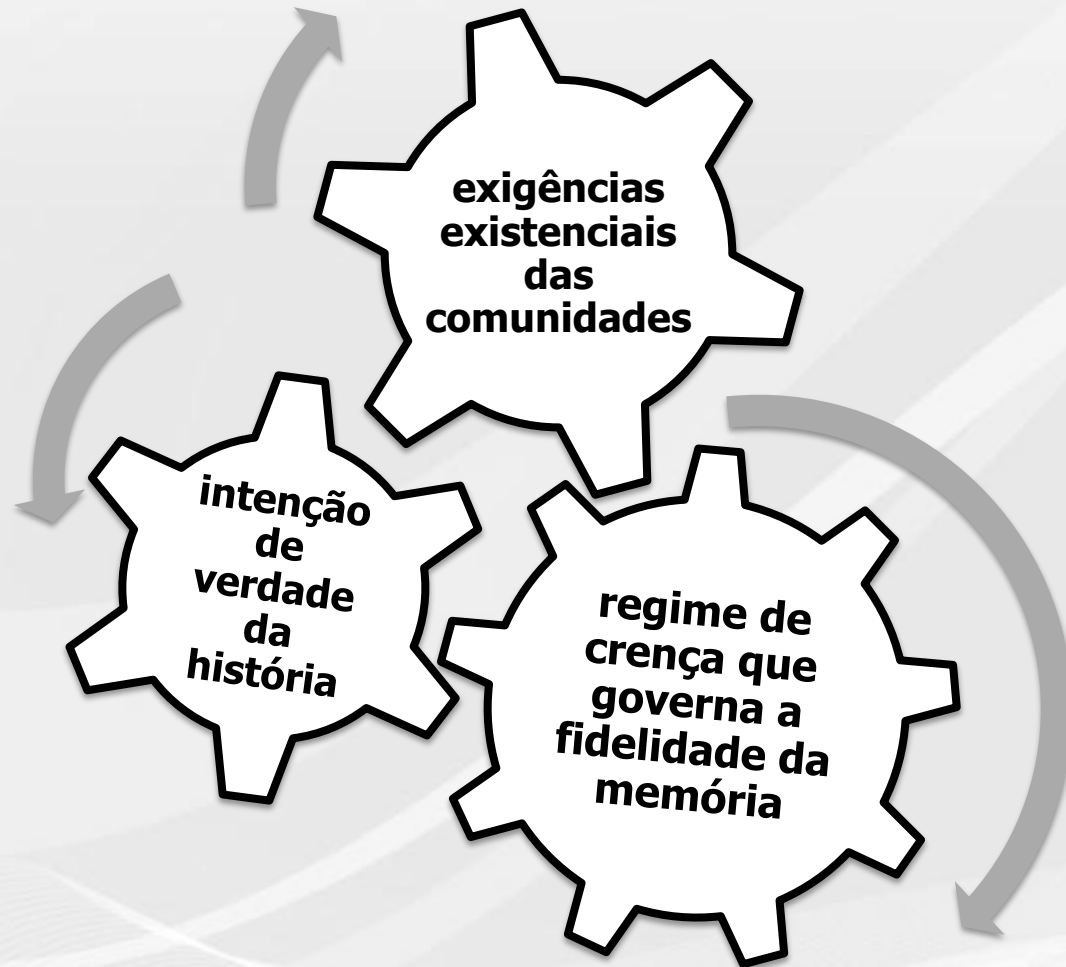 exigências
existenciais
das
comunidades
intenção
de
verdade
da
história
regime de
crença que
governa a
fidelidade da
memória